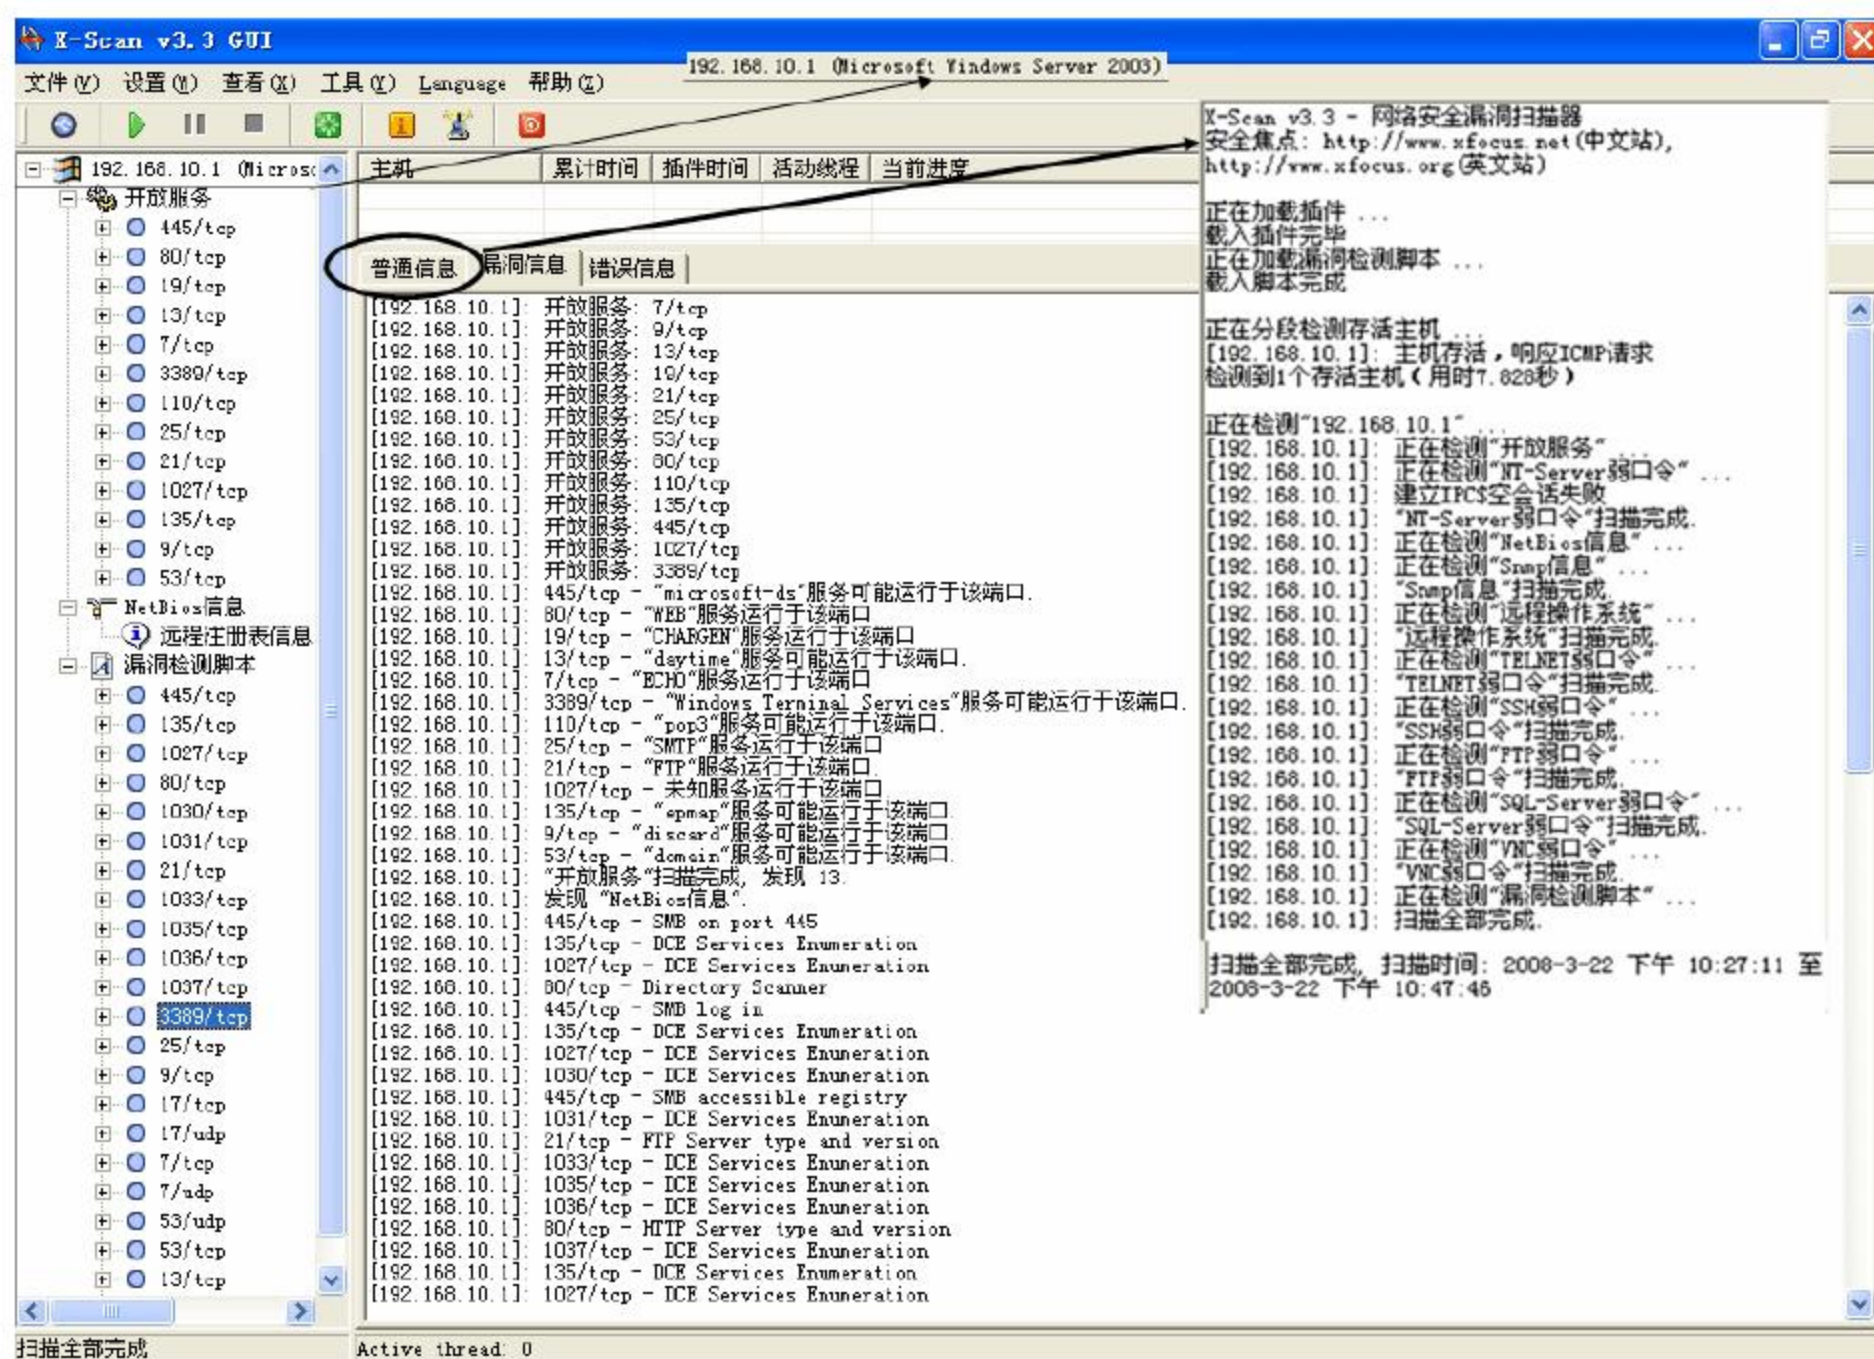 X-Scan v3.3 GUI
文件(V) 设置(W) 查看(X) 工具(Y) Language 帮助(Z)
192.168.10.1 (Microsoft Windows Server 2003)
192.168.10.1 (Micros
开放服务
445/tcp
80/tcp
19/tcp
13/tcp
7/tcp
3389/tcp
110/tcp
25/tcp
21/tcp
1027/tcp
135/tcp
9/tcp
53/tcp
NetBios信息
远程注册表信息
漏洞检测脚本
445/tcp
135/tcp
1027/tcp
80/tcp
1030/tcp
1031/tcp
21/tcp
1033/tcp
1035/tcp
1036/tcp
1037/tcp
3389/tcp
25/tcp
9/tcp
17/tcp
17/udp
7/tcp
7/udp
53/udp
53/tcp
13/tcp
主机 累计时间 插件时间 活动线程 当前进度
普通信息 漏洞信息 错误信息
[192.168.10.1]: 开放服务: 7/tcp
[192.168.10.1]: 开放服务: 9/tcp
[192.168.10.1]: 开放服务: 13/tcp
[192.168.10.1]: 开放服务: 19/tcp
[192.168.10.1]: 开放服务: 21/tcp
[192.168.10.1]: 开放服务: 25/tcp
[192.168.10.1]: 开放服务: 53/tcp
[192.168.10.1]: 开放服务: 80/tcp
[192.168.10.1]: 开放服务: 110/tcp
[192.168.10.1]: 开放服务: 135/tcp
[192.168.10.1]: 开放服务: 445/tcp
[192.168.10.1]: 开放服务: 1027/tcp
[192.168.10.1]: 开放服务: 3389/tcp
[192.168.10.1]: 445/tcp - "microsoft-ds"服务可能运行于该端口.
[192.168.10.1]: 80/tcp - "WEB"服务运行于该端口
[192.168.10.1]: 19/tcp - "CHARGEN"服务运行于该端口
[192.168.10.1]: 13/tcp - "daytime"服务可能运行于该端口.
[192.168.10.1]: 7/tcp - "ECHO"服务运行于该端口
[192.168.10.1]: 3389/tcp - "Windows Terminal Services"服务可能运行于该端口.
[192.168.10.1]: 110/tcp - "pop3"服务可能运行于该端口.
[192.168.10.1]: 25/tcp - "SMTP"服务运行于该端口
[192.168.10.1]: 21/tcp - "FTP"服务运行于该端口
[192.168.10.1]: 1027/tcp - 未知服务运行于该端口
[192.168.10.1]: 135/tcp - "epmap"服务可能运行于该端口.
[192.168.10.1]: 9/tcp - "discard"服务可能运行于该端口.
[192.168.10.1]: 53/tcp - "domain"服务可能运行于该端口.
[192.168.10.1]: "开放服务"扫描完成, 发现 13.
[192.168.10.1]: 发现 "NetBios信息".
[192.168.10.1]: 445/tcp - SMB on port 445
[192.168.10.1]: 135/tcp - DCE Services Enumeration
[192.168.10.1]: 1027/tcp - DCE Services Enumeration
[192.168.10.1]: 80/tcp - Directory Scanner
[192.168.10.1]: 445/tcp - SMB log in
[192.168.10.1]: 135/tcp - DCE Services Enumeration
[192.168.10.1]: 1027/tcp - DCE Services Enumeration
[192.168.10.1]: 1030/tcp - DCE Services Enumeration
[192.168.10.1]: 445/tcp - SMB accessible registry
[192.168.10.1]: 1031/tcp - DCE Services Enumeration
[192.168.10.1]: 21/tcp - FTP Server type and version
[192.168.10.1]: 1033/tcp - DCE Services Enumeration
[192.168.10.1]: 1035/tcp - DCE Services Enumeration
[192.168.10.1]: 1036/tcp - DCE Services Enumeration
[192.168.10.1]: 80/tcp - HTTP Server type and version
[192.168.10.1]: 1037/tcp - DCE Services Enumeration
[192.168.10.1]: 135/tcp - DCE Services Enumeration
[192.168.10.1]: 1027/tcp - DCE Services Enumeration
X-Scan v3.3 - 网络安全漏洞扫描器
安全焦点: http://www.xfocus.net(中文站),
http://www.xfocus.org(英文站)
正在加载插件 ...
载入插件完毕
正在加载漏洞检测脚本 ...
载入脚本完成
正在分段检测存活主机 ...
[192.168.10.1]: 主机存活，响应ICMP请求
检测到1个存活主机(用时7.828秒)
正在检测"192.168.10.1" ...
[192.168.10.1]: 正在检测"开放服务" ...
[192.168.10.1]: 正在检测"NT-Server弱口令" ...
[192.168.10.1]: 建立IPC$空会话失败
[192.168.10.1]: "NT-Server弱口令"扫描完成.
[192.168.10.1]: 正在检测"NetBios信息" ...
[192.168.10.1]: 正在检测"Snmp信息" ...
[192.168.10.1]: "Snmp信息"扫描完成.
[192.168.10.1]: 正在检测"远程操作系统" ...
[192.168.10.1]: "远程操作系统"扫描完成.
[192.168.10.1]: 正在检测"TELNET弱口令" ...
[192.168.10.1]: "TELNET弱口令"扫描完成.
[192.168.10.1]: 正在检测"SSH弱口令" ...
[192.168.10.1]: "SSH弱口令"扫描完成.
[192.168.10.1]: 正在检测"FTP弱口令" ...
[192.168.10.1]: "FTP弱口令"扫描完成.
[192.168.10.1]: 正在检测"SQL-Server弱口令" ...
[192.168.10.1]: "SQL-Server弱口令"扫描完成.
[192.168.10.1]: 正在检测"VNC弱口令" ...
[192.168.10.1]: "VNC弱口令"扫描完成.
[192.168.10.1]: 正在检测"漏洞检测脚本" ...
[192.168.10.1]: 扫描全部完成.
扫描全部完成, 扫描时间: 2008-3-22 下午 10:27:11 至
2008-3-22 下午 10:47:46
扫描全部完成
Active thread: 0